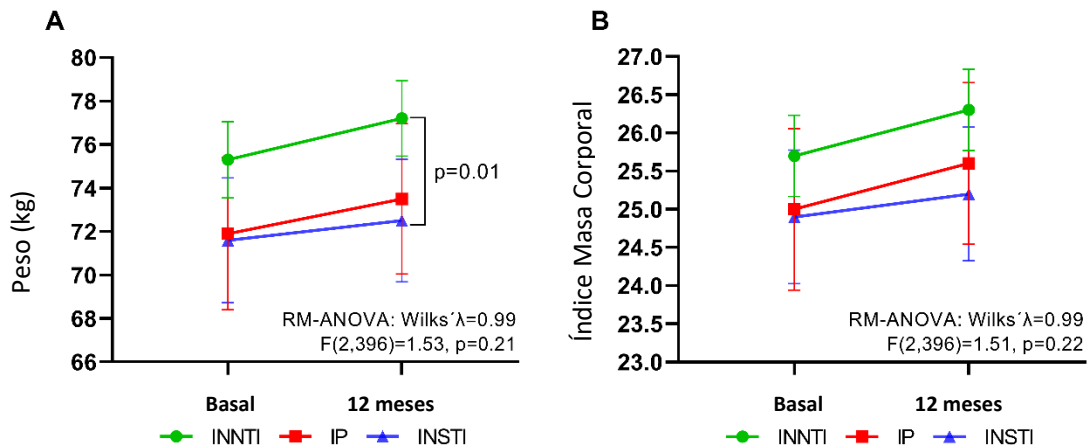 A
Peso (kg)
80
78
76
74
72
70
68
66
p=0.01
RM-ANOVA: Wilks´λ=0.99
F(2,396)=1.53, p=0.21
Basal 12 meses
INNTI IP INSTI
B
Índice Masa Corporal
27.0
26.5
26.0
25.5
25.0
24.5
24.0
23.5
23.0
RM-ANOVA: Wilks´λ=0.99
F(2,396)=1.51, p=0.22
Basal 12 meses
INNTI IP INSTI